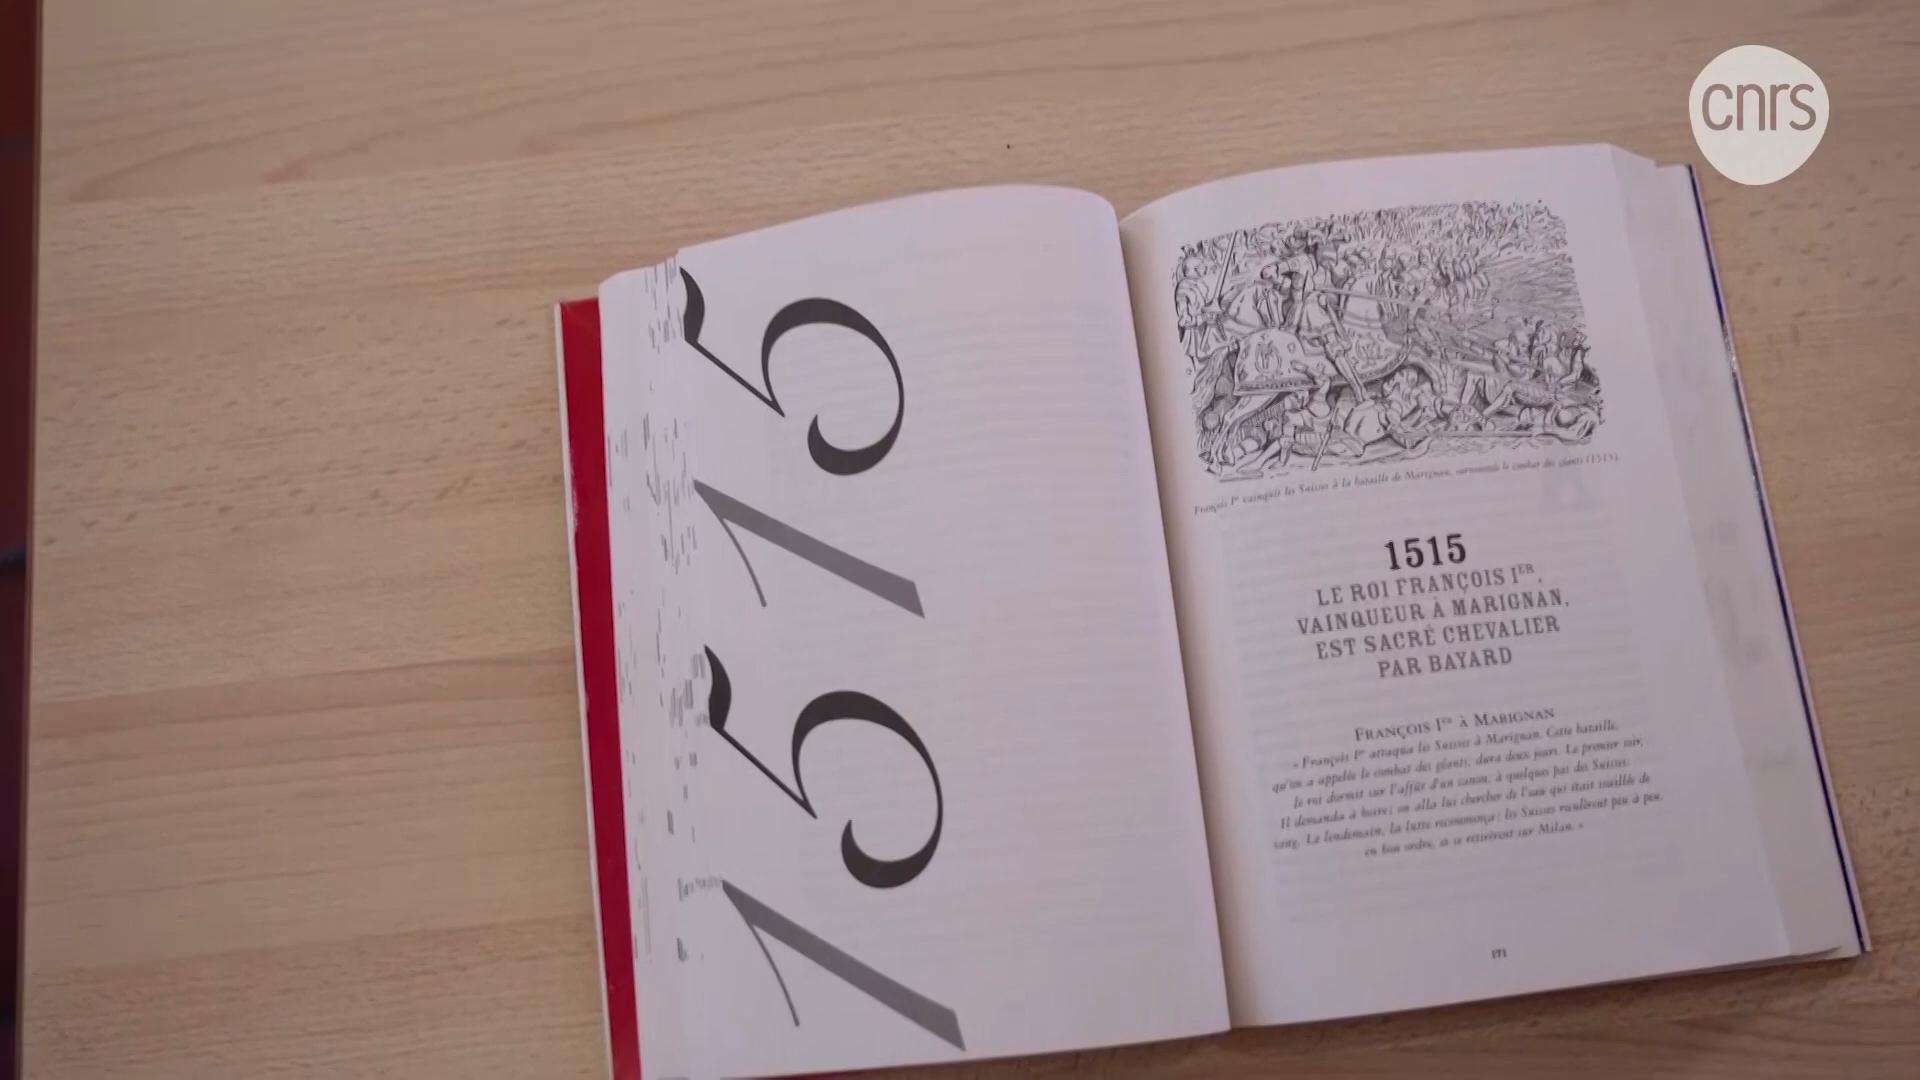 cnrs
1515
François Iᵉʳ vainquit les Suisses à la bataille de Marignan, surnommée le combat des géants (1515).
1515
LE ROI FRANÇOIS Iᴱᴿ,
VAINQUEUR À MARIGNAN,
EST SACRÉ CHEVALIER
PAR BAYARD
FRANÇOIS Iᴱᴿ À MARIGNAN
« François Iᵉʳ attaqua les Suisses à Marignan. Cette bataille,
qu'on a appelée le combat des géants, dura deux jours. Le premier soir,
le roi dormit sur l'affût d'un canon, à quelques pas des Suisses.
Il demanda à boire ; on alla lui chercher de l'eau qui était souillée de
sang. Le lendemain, la lutte recommença ; les Suisses reculèrent peu à peu,
en bon ordre, et se retirèrent sur Milan. »
171